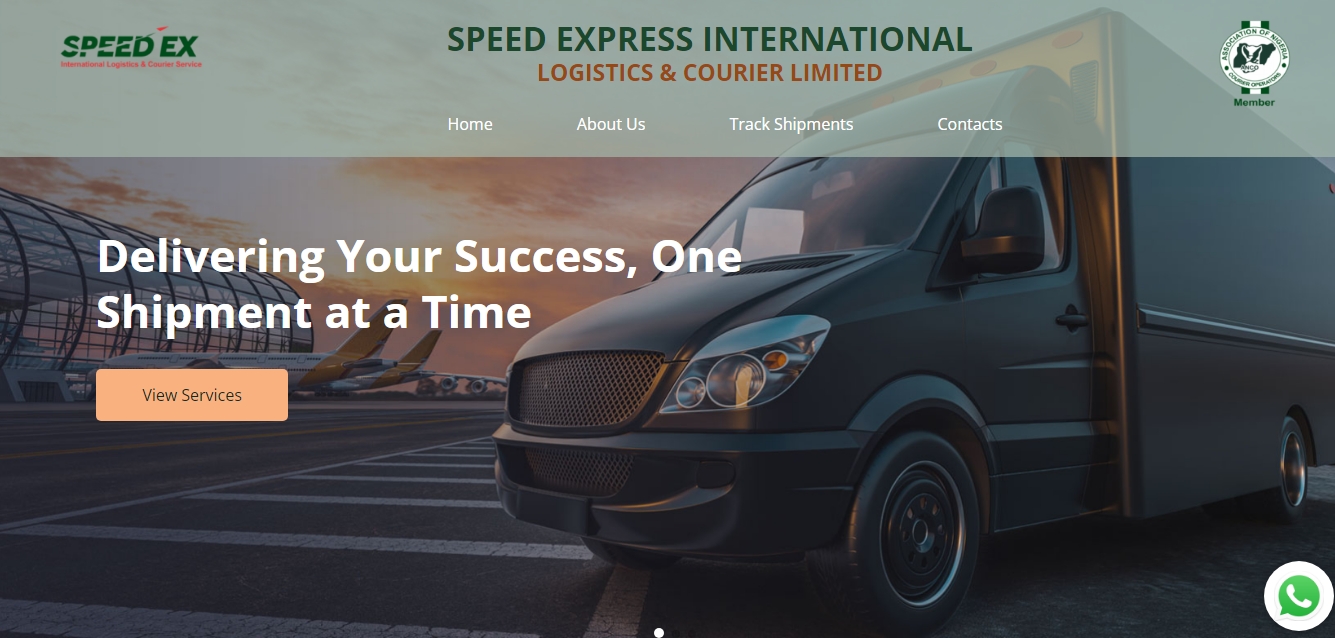 SPEED EX
International Logistics & Courier Service
SPEED EXPRESS INTERNATIONAL
LOGISTICS & COURIER LIMITED
ASSOCIATION OF NIGERIA
COURIER OPERATORS
Member
Home
About Us
Track Shipments
Contacts
Delivering Your Success, One
Shipment at a Time
View Services